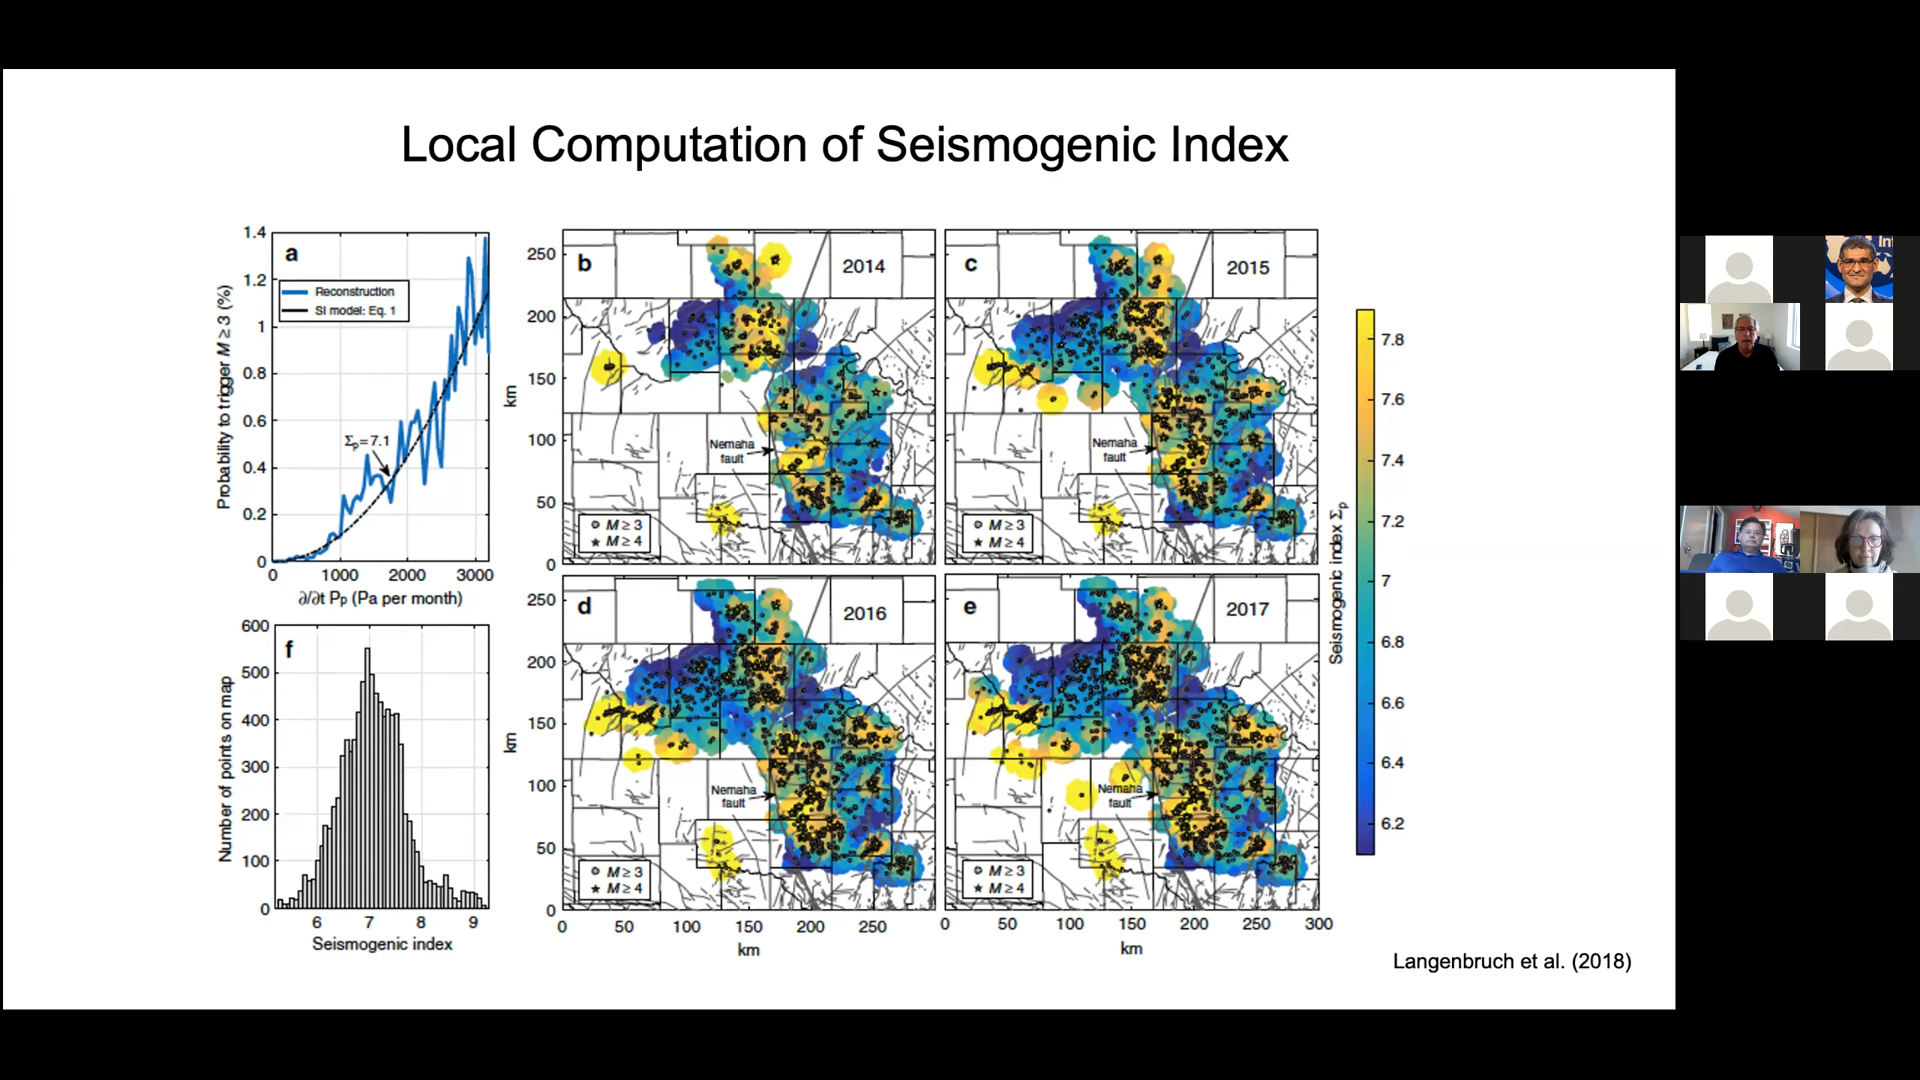 Local Computation of Seismogenic Index
a
1.4
1.2
1
0.8
0.6
0.4
0.2
0
Probability to trigger M ≥ 3 (%)
Reconstruction
SI model: Eq. 1
Σp=7.1
0 1000 2000 3000
∂/∂t Pp (Pa per month)
b
2014
250
200
150
100
50
0
km
Nemaha
fault
M ≥ 3
M ≥ 4
c
2015
Nemaha
fault
M ≥ 3
M ≥ 4
d
2016
250
200
150
100
50
0
km
Nemaha
fault
M ≥ 3
M ≥ 4
0 50 100 150 200 250
km
e
2017
Nemaha
fault
M ≥ 3
M ≥ 4
0 50 100 150 200 250 300
km
Seismogenic index Σp
7.8
7.6
7.4
7.2
7
6.8
6.6
6.4
6.2
f
600
500
400
300
200
100
0
Number of points on map
6 7 8 9
Seismogenic index
Langenbruch et al. (2018)
Int